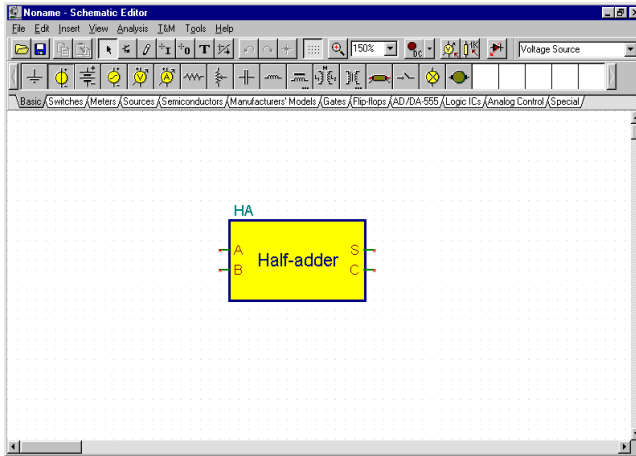 Noname - Schematic Editor
File Edit Insert View Analysis T&M Tools Help
T 150% DC Voltage Source
Basic Switches Meters Sources Semiconductors Manufacturers' Models Gates Flip-flops AD/DA-555 Logic ICs Analog Control Special
HA
A Half-adder S
B C